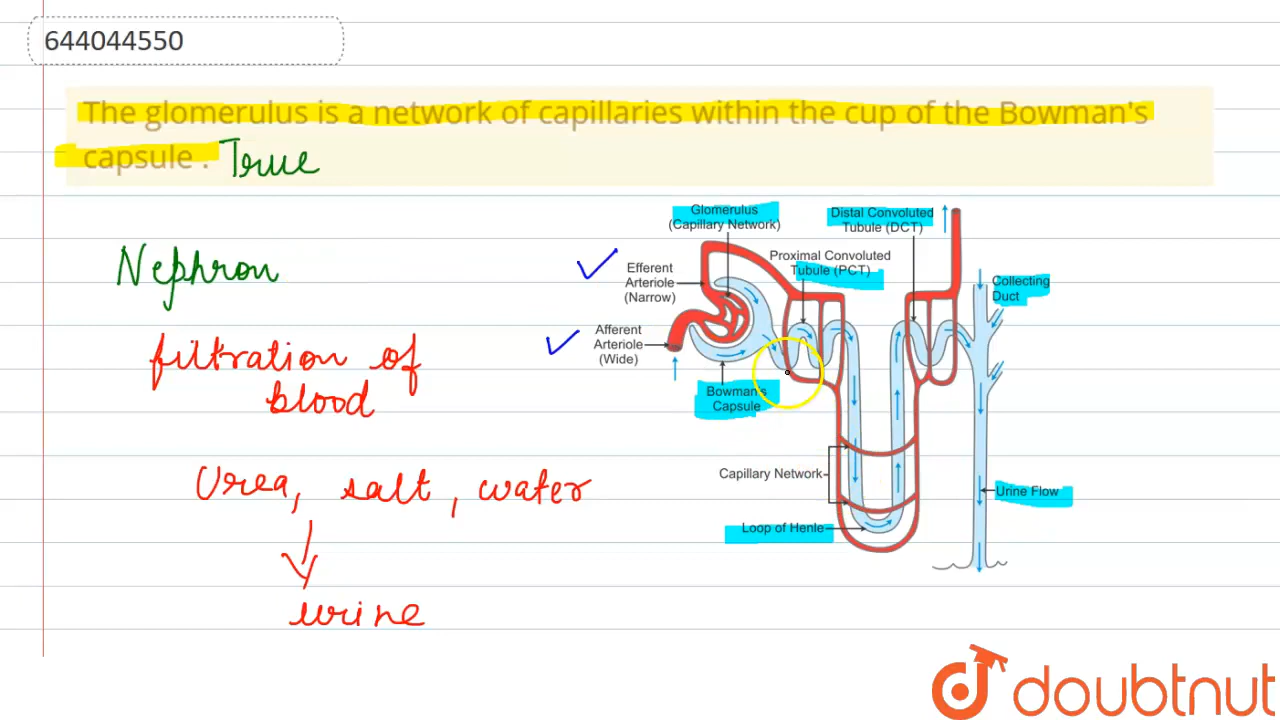 644044550
The glomerulus is a network of capillaries within the cup of the Bowman's
capsule . True
Nephron
filtration of
blood
Urea, salt, water
urine
Glomerulus
(Capillary Network)
Distal Convoluted
Tubule (DCT)
Proximal Convoluted
Tubule (PCT)
Efferent
Arteriole
(Narrow)
Collecting
Duct
Afferent
Arteriole
(Wide)
Bowman's
Capsule
Capillary Network
Urine Flow
Loop of Henle
doubtnut